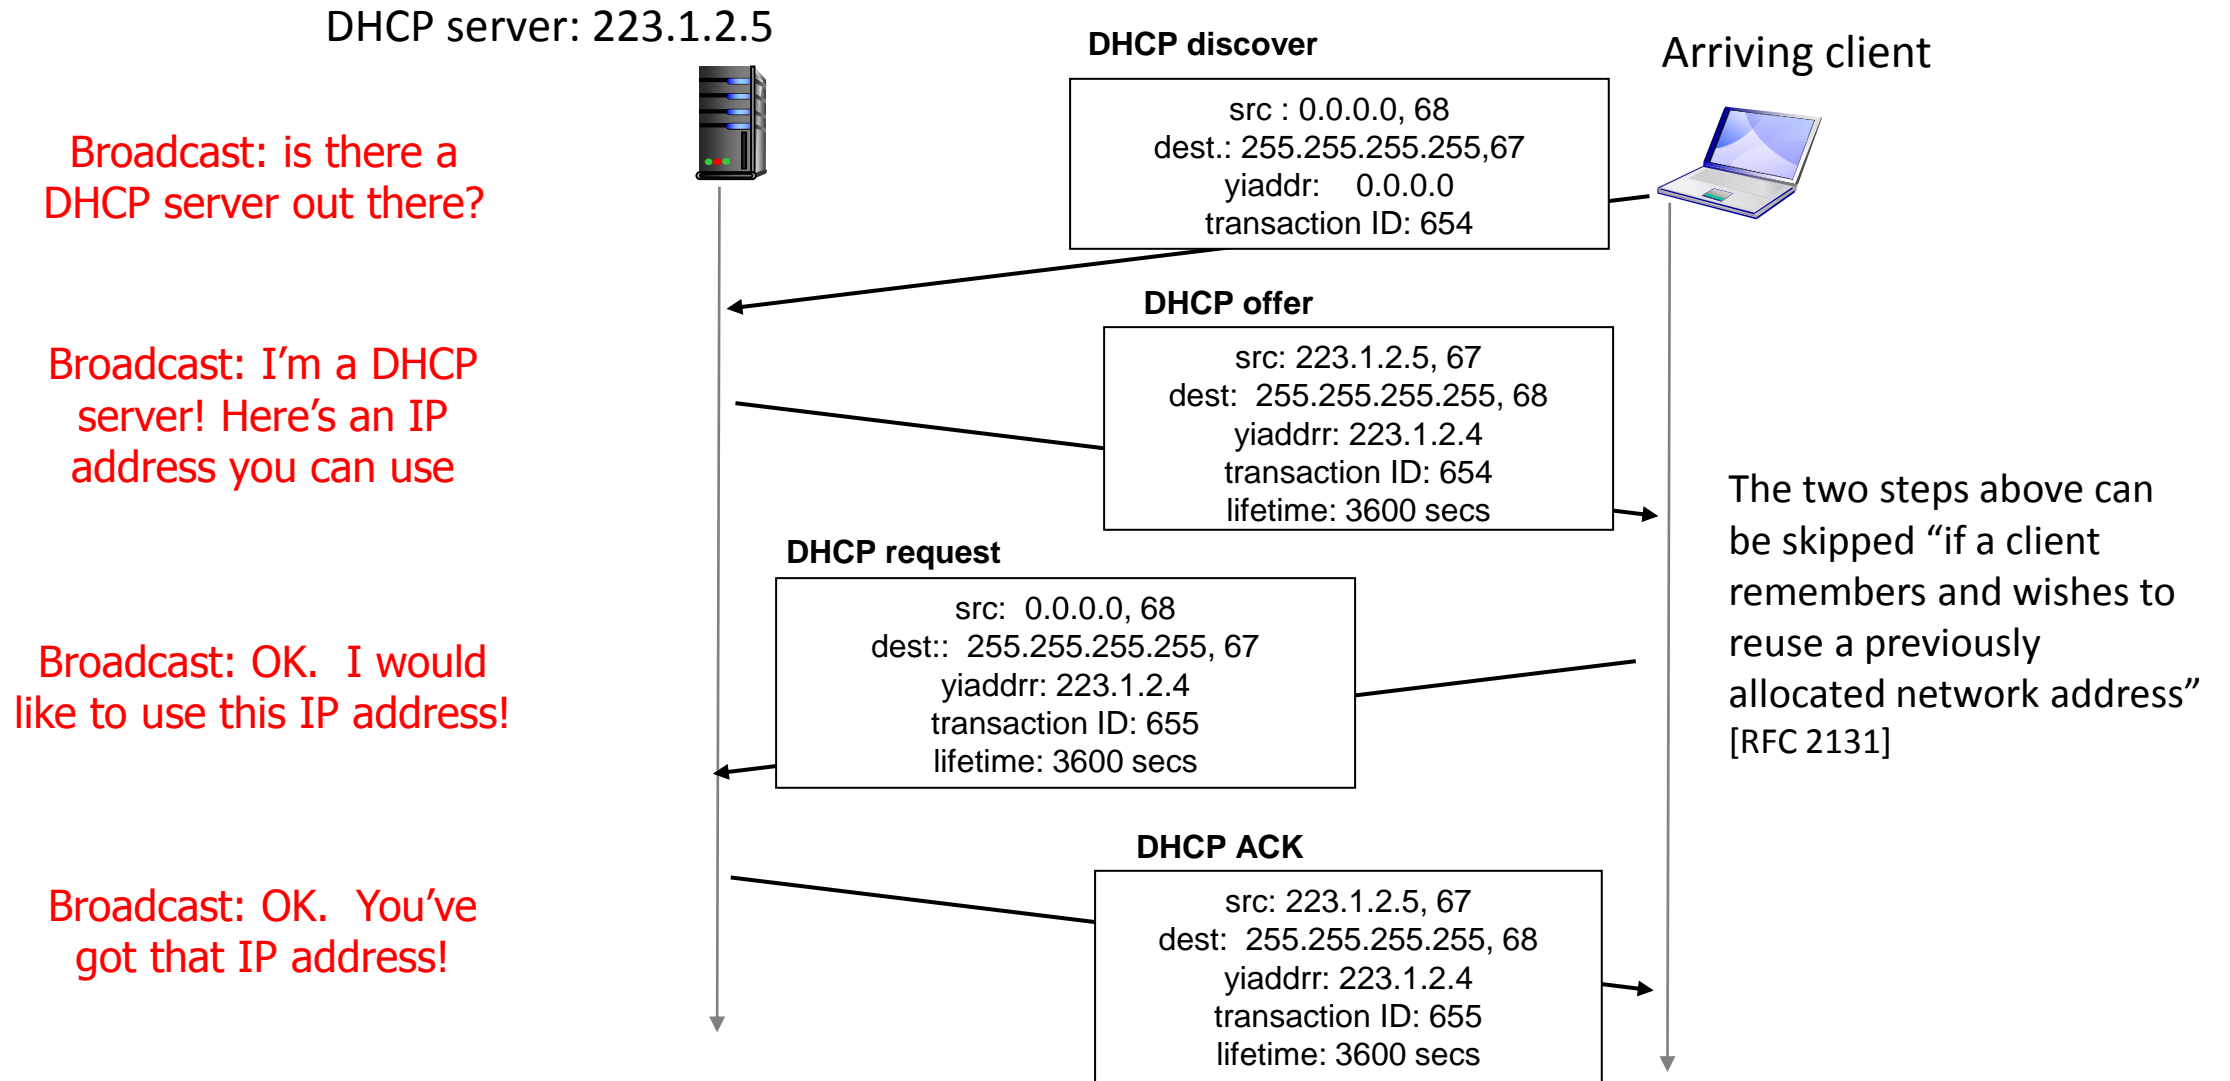 DHCP server: 223.1.2.5
Arriving client
Broadcast: is there a
DHCP server out there?
DHCP discover
src : 0.0.0.0, 68
dest.: 255.255.255.255,67
yiaddr: 0.0.0.0
transaction ID: 654
Broadcast: I’m a DHCP
server! Here’s an IP
address you can use
DHCP offer
src: 223.1.2.5, 67
dest: 255.255.255.255, 68
yiaddrr: 223.1.2.4
transaction ID: 654
lifetime: 3600 secs
The two steps above can
be skipped “if a client
remembers and wishes to
reuse a previously
allocated network address”
[RFC 2131]
Broadcast: OK. I would
like to use this IP address!
DHCP request
src: 0.0.0.0, 68
dest:: 255.255.255.255, 67
yiaddrr: 223.1.2.4
transaction ID: 655
lifetime: 3600 secs
Broadcast: OK. You’ve
got that IP address!
DHCP ACK
src: 223.1.2.5, 67
dest: 255.255.255.255, 68
yiaddrr: 223.1.2.4
transaction ID: 655
lifetime: 3600 secs